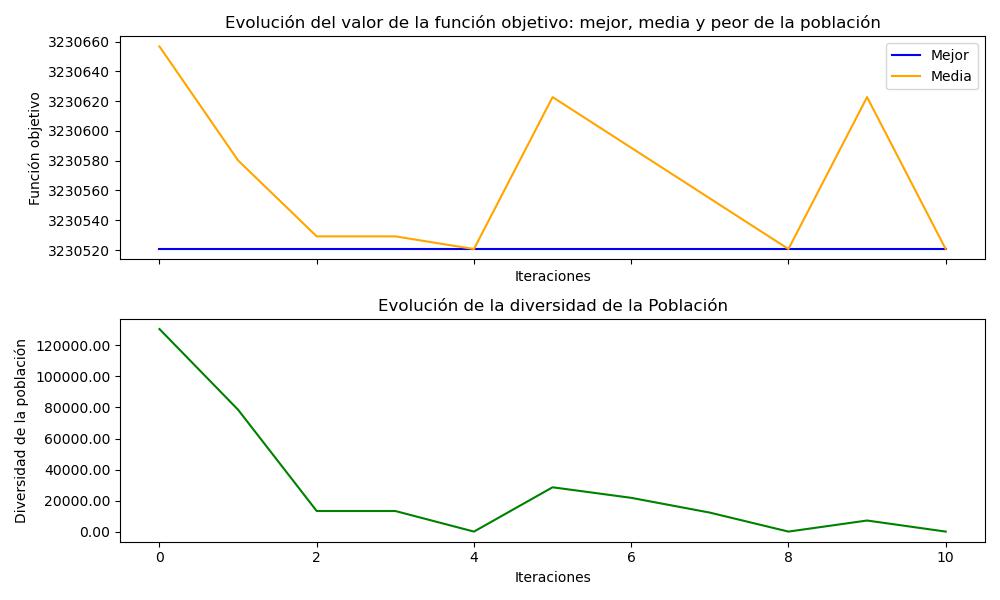 Evolución del valor de la función objetivo: mejor, media y peor de la población
3230660
3230640
3230620
3230600
3230580
3230560
3230540
3230520
Función objetivo
Mejor
Media
Iteraciones
Evolución de la diversidad de la Población
120000.00
100000.00
80000.00
60000.00
40000.00
20000.00
0.00
Diversidad de la población
0 2 4 6 8 10
Iteraciones